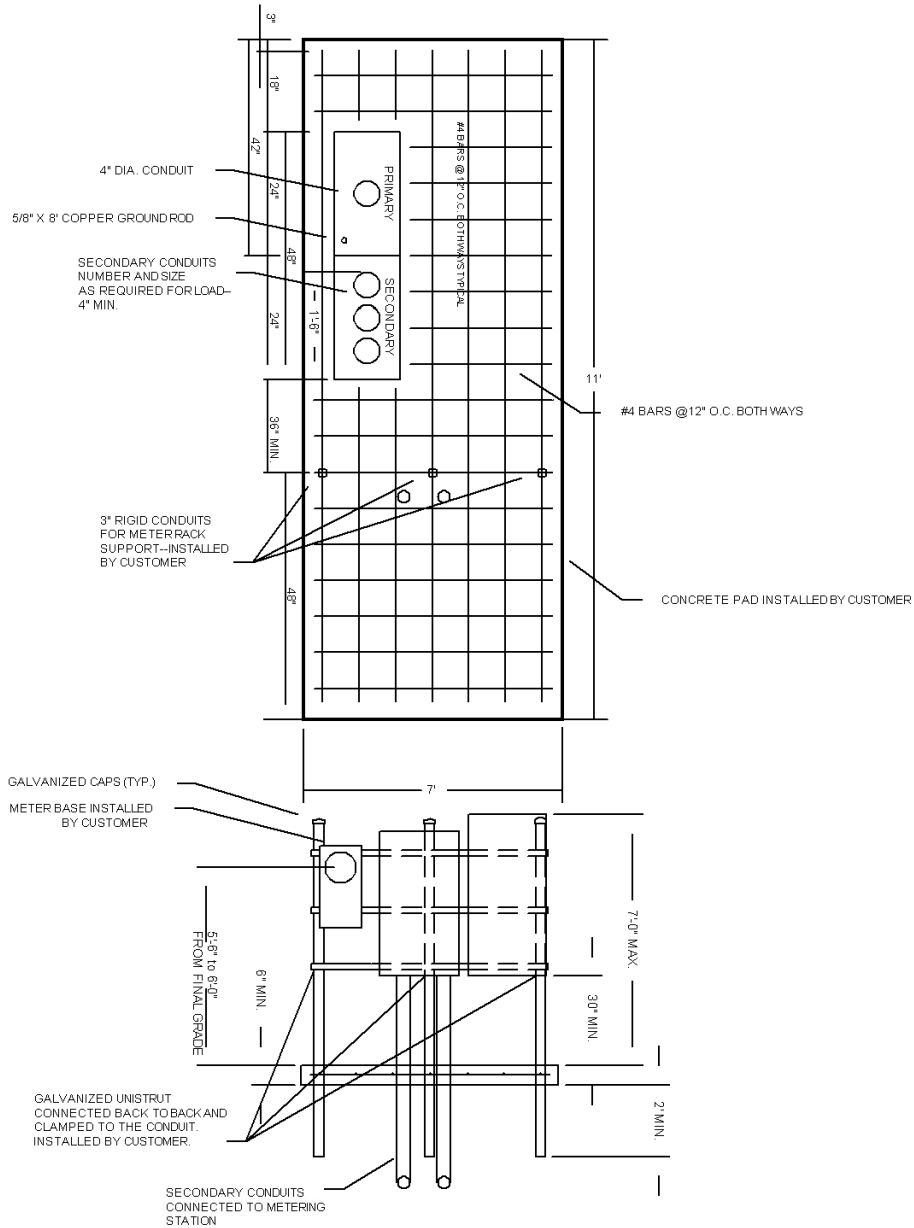 3"
18"
42"
24"
48"
24"
1'-6"
36" MIN.
48"
4" DIA. CONDUIT
5/8" X 8' COPPER GROUND ROD
SECONDARY CONDUITS
NUMBER AND SIZE
AS REQUIRED FOR LOAD--
4" MIN.
PRIMARY
SECONDARY
#4 BARS @ 12" O.C. BOTH WAYS TYPICAL
11'
#4 BARS @12" O.C. BOTH WAYS
3" RIGID CONDUITS
FOR METER RACK
SUPPORT--INSTALLED
BY CUSTOMER
CONCRETE PAD INSTALLED BY CUSTOMER
7'
GALVANIZED CAPS (TYP.)
METER BASE INSTALLED
BY CUSTOMER
5'-6" to 6'-0"
FROM FINAL GRADE
6" MIN.
7'-0" MAX.
30" MIN.
2' MIN.
GALVANIZED UNISTRUT
CONNECTED BACK TO BACK AND
CLAMPED TO THE CONDUIT.
INSTALLED BY CUSTOMER.
SECONDARY CONDUITS
CONNECTED TO METERING
STATION